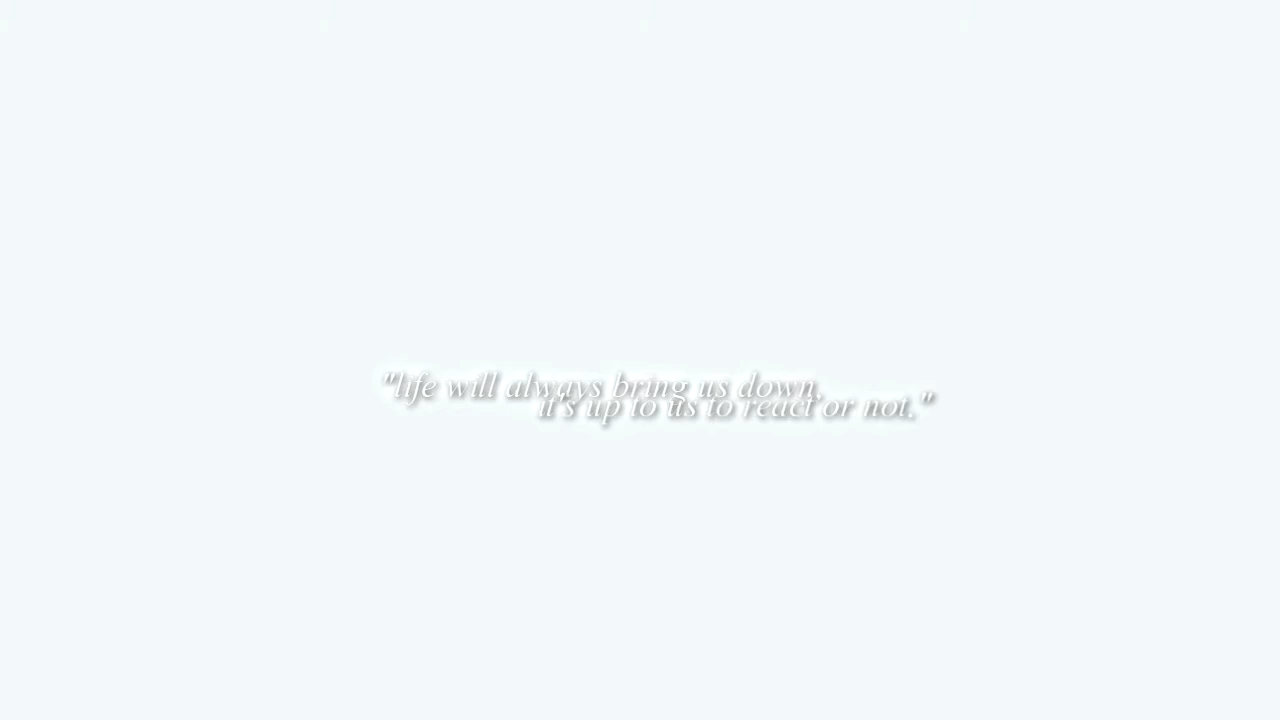 "life will always bring us down,
it's up to us to react or not."